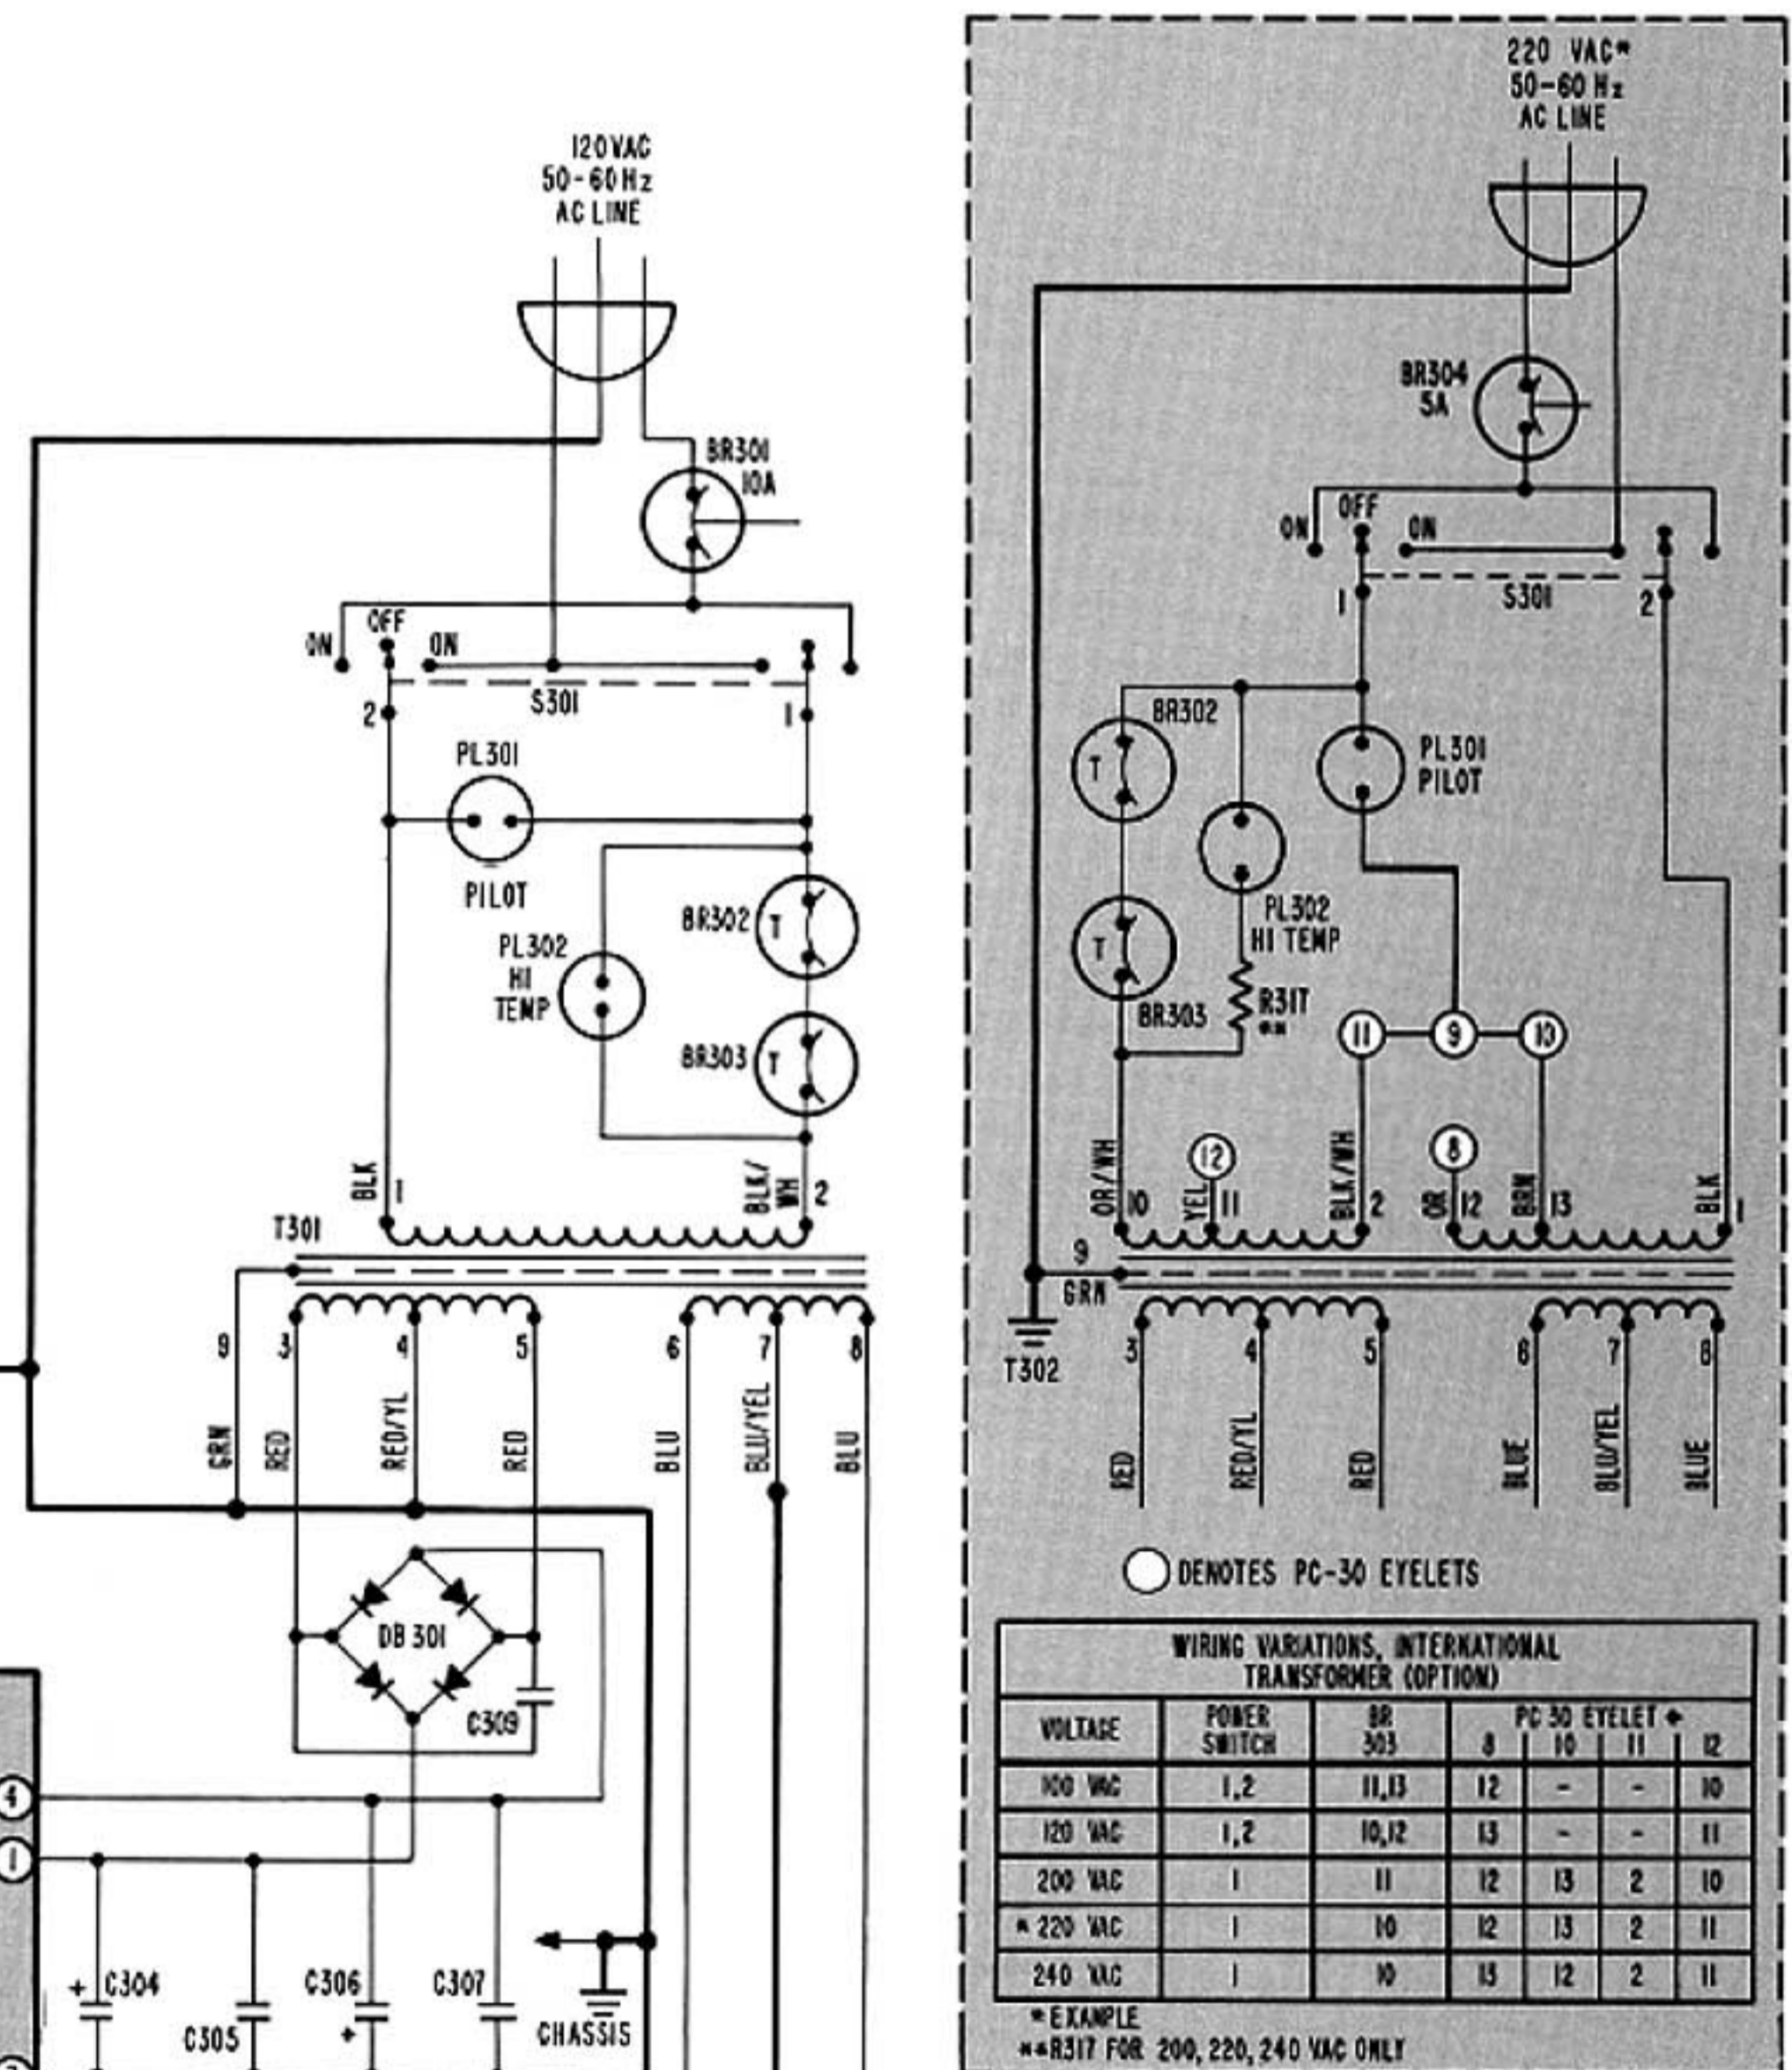 120VAC
50-60Hz
AC LINE
BR301
10A
OFF
ON
ON
S301
2
1
PL301
PILOT
PL302
HI
TEMP
BR302
T
BR303
T
BLK
1
BLK/
WH
2
T301
9
3
4
5
6
7
8
GRN
RED
RED/YL
RED
BLU
BLU/YEL
BLU
DB301
C309
4
1
+
C304
C305
C306
+
C307
CHASSIS
220 VAC*
50-60 Hz
AC LINE
BR304
5A
OFF
ON
ON
S301
1
2
BR302
T
PL301
PILOT
PL302
HI TEMP
T
BR303
R317
**
11
9
10
12
8
OR/WH
10
YEL
11
BLK/WH
2
OR
12
BRN
13
BLK
1
9
GRN
T302
3
4
5
6
7
8
RED
RED/YL
RED
BLUE
BLU/YEL
BLUE
DENOTES PC-30 EYELETS
WIRING VARIATIONS, INTERNATIONAL
TRANSFORMER (OPTION)
VOLTAGE POWER SWITCH BR 303 PC 30 EYELET
8 10 11 12
100 VAC 1,2 11,13 12 - - 10
120 VAC 1,2 10,12 13 - - 11
200 VAC 1 11 12 13 2 10
* 220 VAC 1 10 12 13 2 11
240 VAC 1 10 13 12 2 11
* EXAMPLE
**R317 FOR 200, 220, 240 VAC ONLY